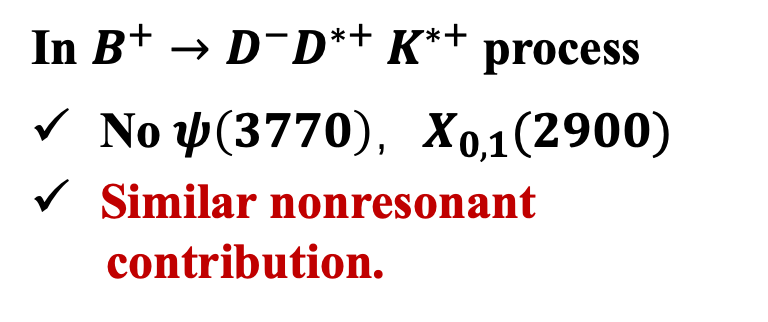 In B⁺ → D⁻D*⁺ K*⁺ process
✓ No ψ(3770), X₀,₁(2900)
✓ Similar nonresonant
contribution.